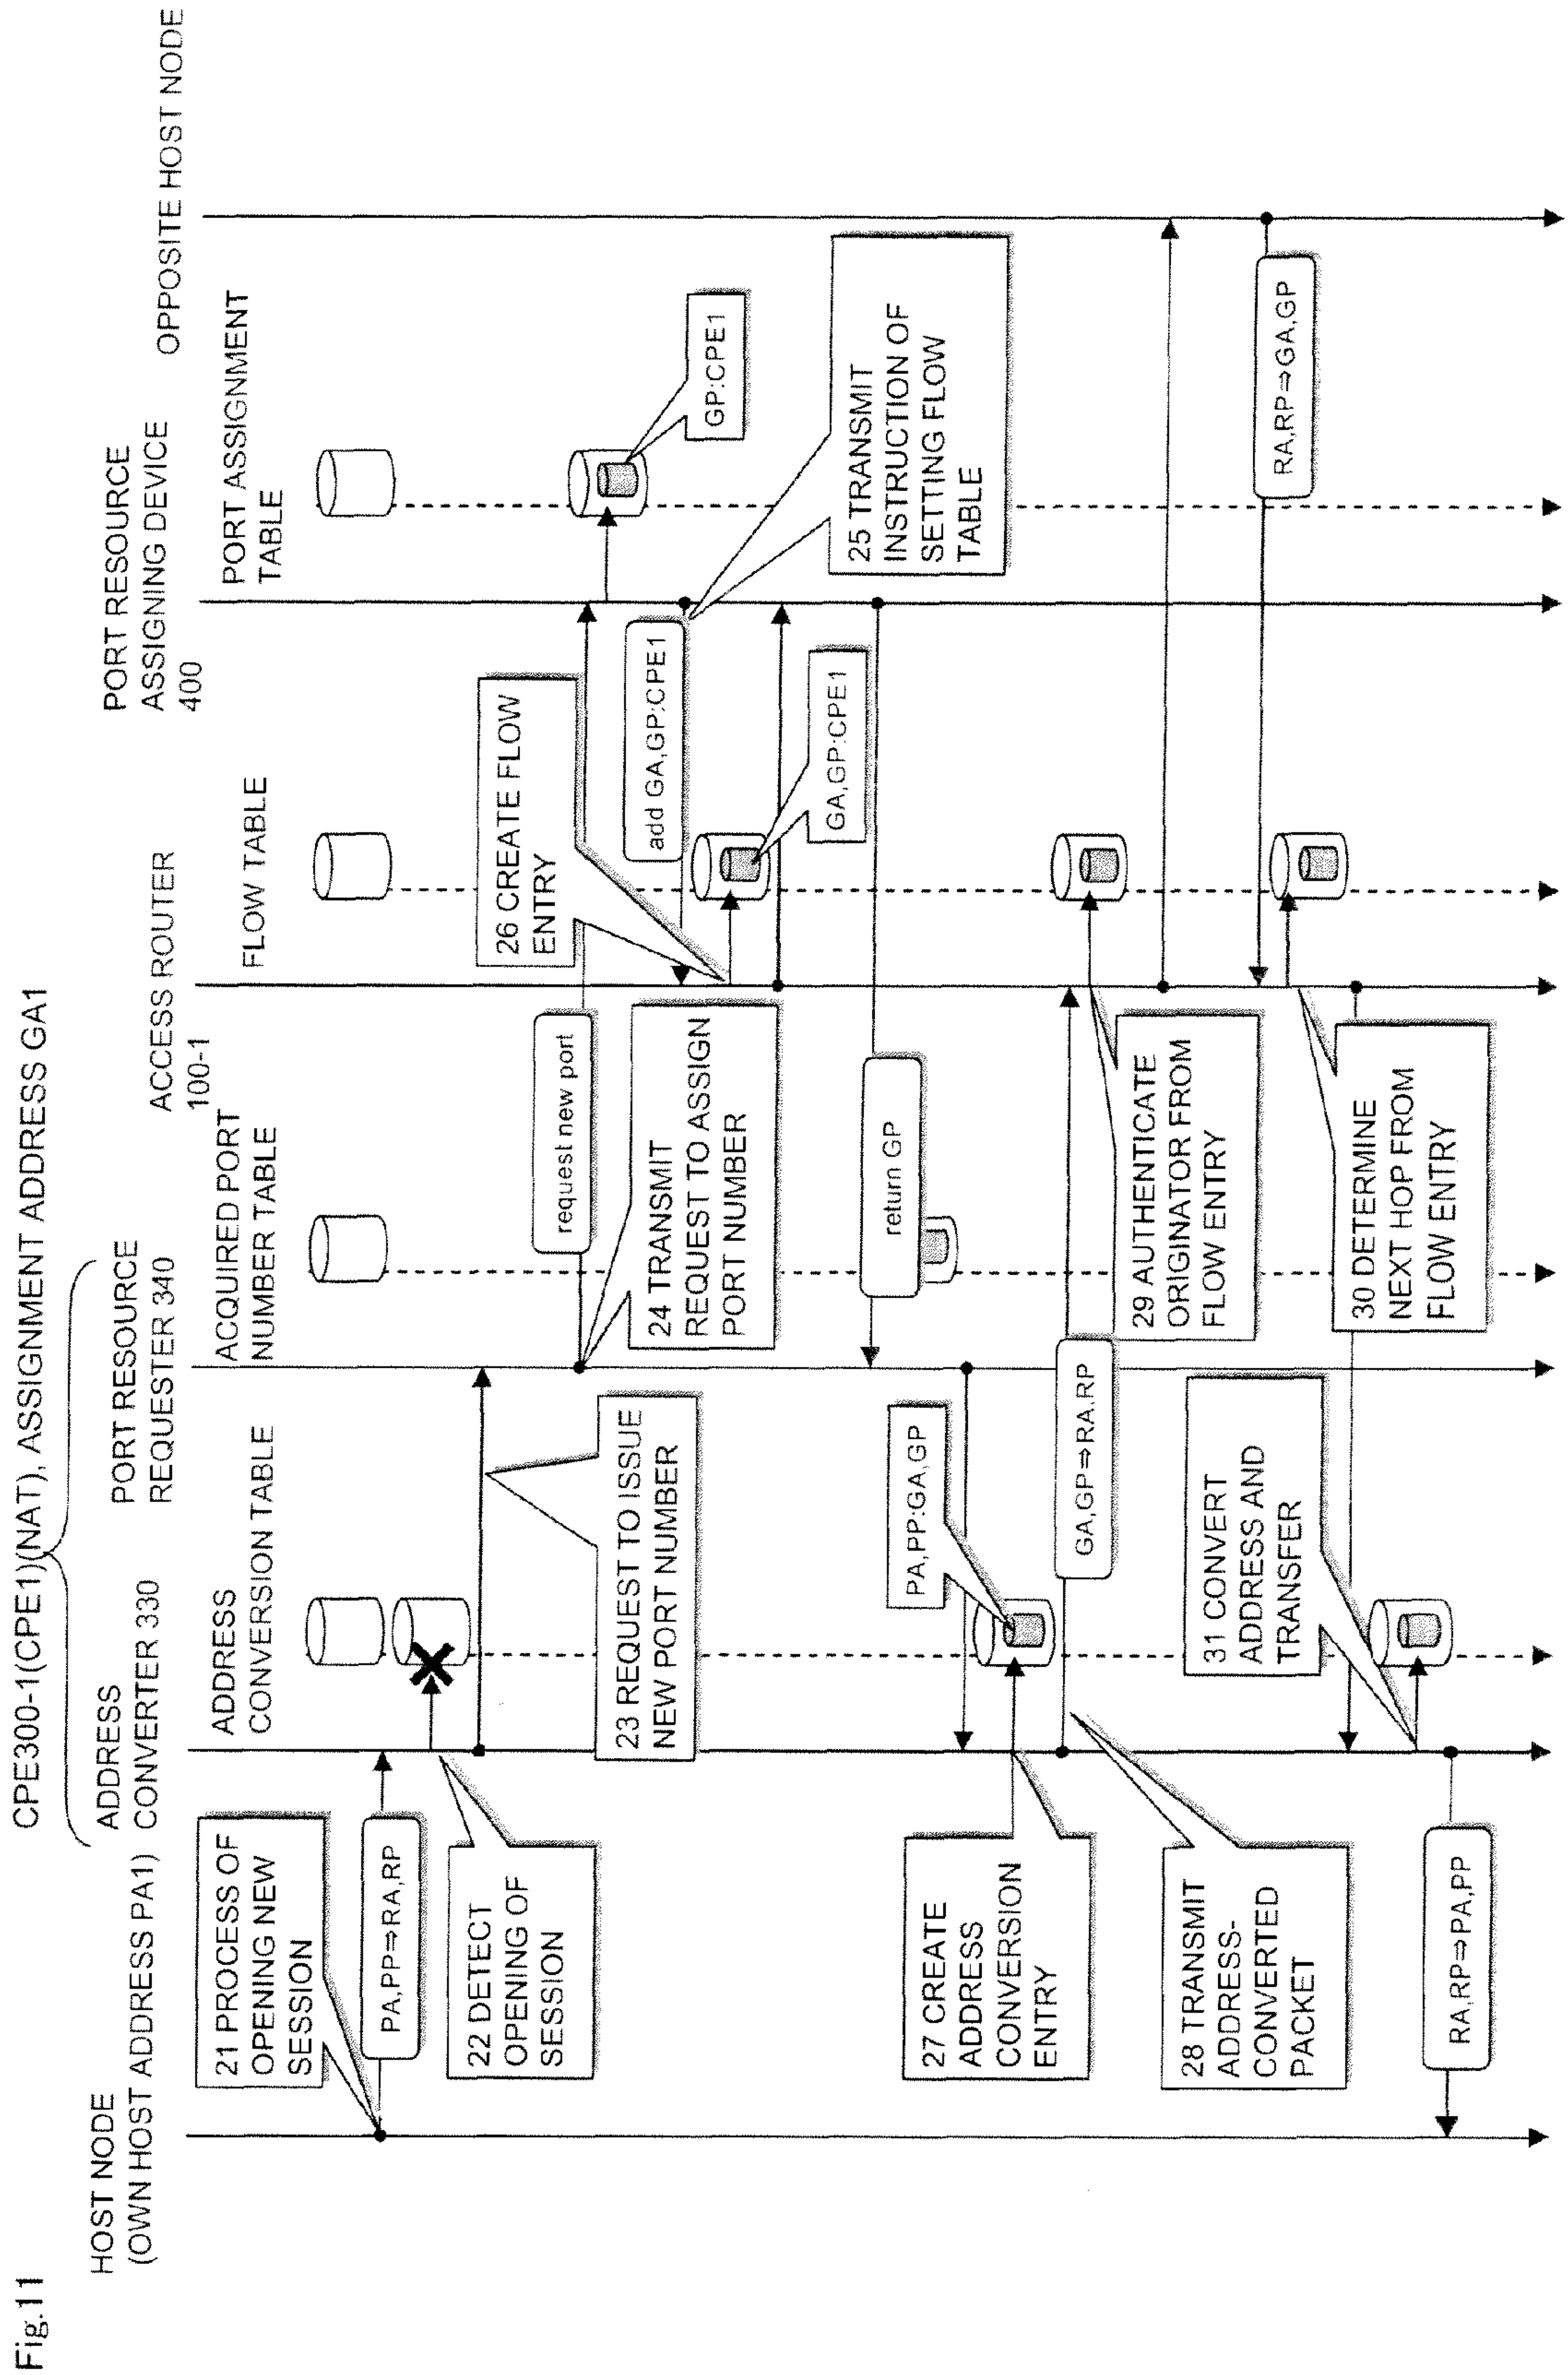 Fig.11
CPE300-1(CPE1)(NAT), ASSIGNMENT ADDRESS GA1
HOST NODE
(OWN HOST ADDRESS PA1)
ADDRESS
CONVERTER 330
PORT RESOURCE
REQUESTER 340
ACCESS ROUTER
100-1
PORT RESOURCE
ASSIGNING DEVICE
400
OPPOSITE HOST NODE
ADDRESS
CONVERSION TABLE
ACQUIRED PORT
NUMBER TABLE
FLOW TABLE
PORT ASSIGNMENT
TABLE
21 PROCESS OF
OPENING NEW
SESSION
PA,PP⇒RA,RP
22 DETECT
OPENING OF
SESSION
23 REQUEST TO ISSUE
NEW PORT NUMBER
request new port
24 TRANSMIT
REQUEST TO ASSIGN
PORT NUMBER
GP:CPE1
25 TRANSMIT
INSTRUCTION OF
SETTING FLOW
TABLE
add GA,GP:CPE1
26 CREATE FLOW
ENTRY
GA,GP:CPE1
return GP
27 CREATE
ADDRESS
CONVERSION
ENTRY
PA,PP:GA,GP
28 TRANSMIT
ADDRESS-
CONVERTED
PACKET
GA,GP⇒RA,RP
29 AUTHENTICATE
ORIGINATOR FROM
FLOW ENTRY
RA,RP⇒GA,GP
30 DETERMINE
NEXT HOP FROM
FLOW ENTRY
31 CONVERT
ADDRESS AND
TRANSFER
RA,RP⇒PA,PP